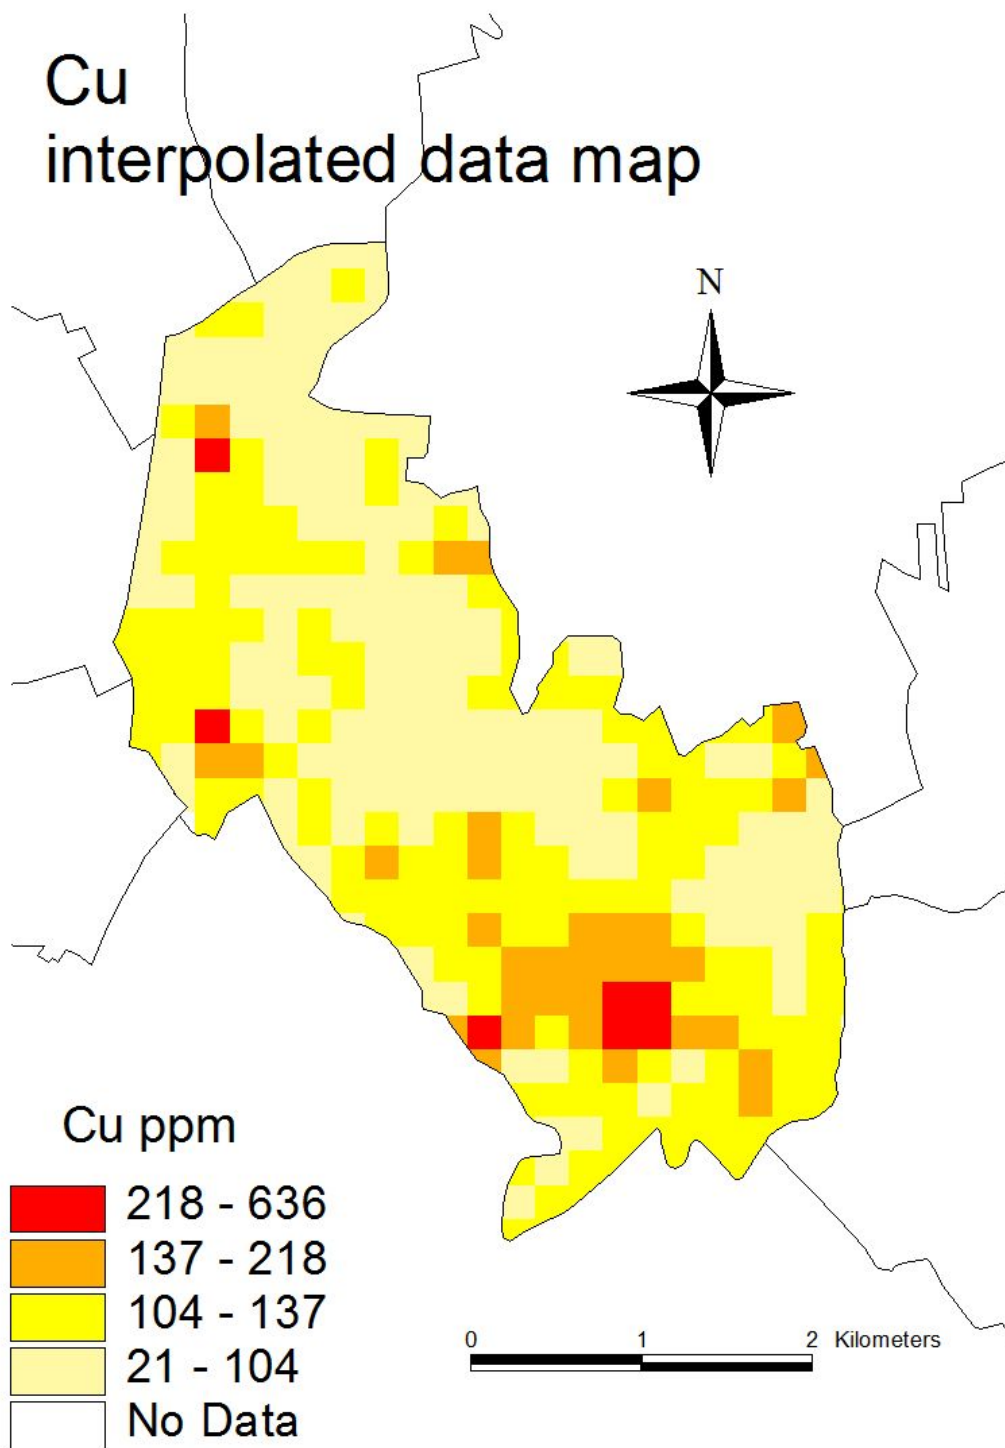 Cu
interpolated data map
N
Cu ppm
218 - 636
137 - 218
104 - 137
21 - 104
No Data
0 1 2 Kilometers